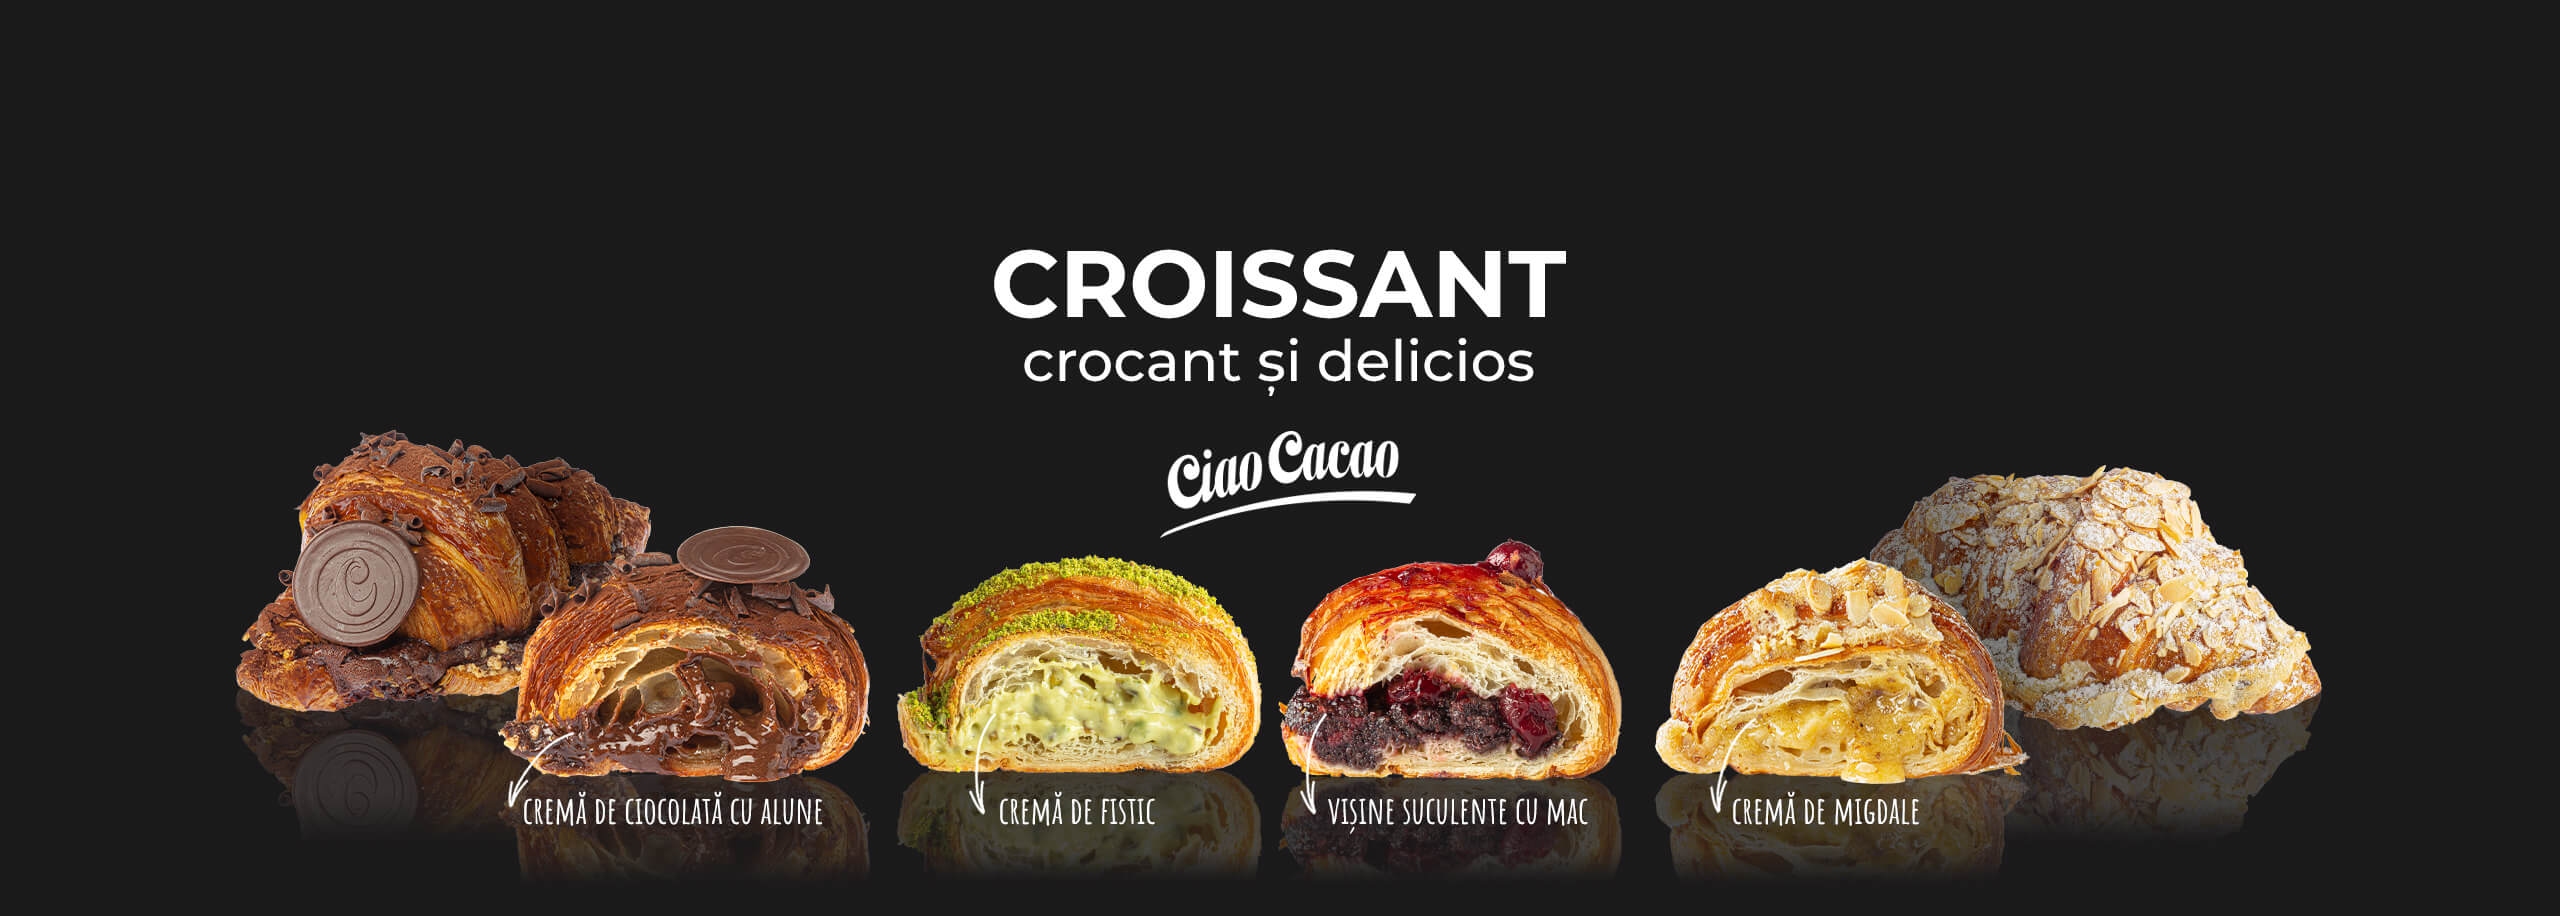 CROISSANT
crocant și delicios
Ciao Cacao
CREMĂ DE CIOCOLATĂ CU ALUNE
CREMĂ DE FISTIC
VIȘINE SUCULENTE CU MAC
CREMĂ DE MIGDALE